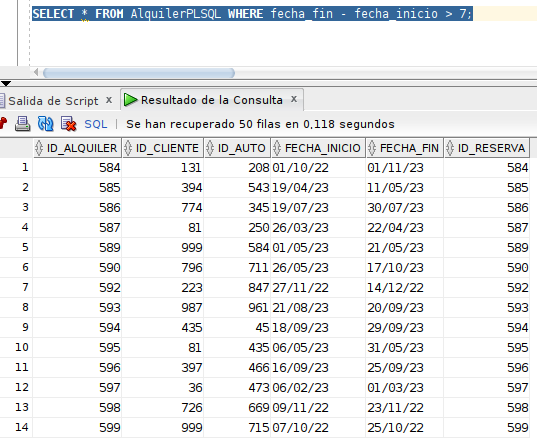 SELECT * FROM AlquilerPLSQL WHERE fecha_fin - fecha_inicio > 7;
Salida de Script x Resultado de la Consulta x
SQL | Se han recuperado 50 filas en 0,118 segundos
ID_ALQUILER ID_CLIENTE ID_AUTO FECHA_INICIO FECHA_FIN ID_RESERVA
1 584 131 208 01/10/22 01/11/23 584
2 585 394 543 19/04/23 11/05/23 585
3 586 774 345 19/07/23 30/07/23 586
4 587 81 250 26/03/23 22/04/23 587
5 589 999 584 01/05/23 21/05/23 589
6 590 796 711 26/05/23 17/10/23 590
7 592 223 847 27/11/22 14/12/22 592
8 593 987 961 21/08/23 20/09/23 593
9 594 435 45 18/09/23 29/09/23 594
10 595 81 435 06/05/23 31/05/23 595
11 596 397 466 16/09/23 25/09/23 596
12 597 36 473 06/02/23 01/03/23 597
13 598 726 669 09/11/22 23/11/22 598
14 599 999 715 07/10/22 25/10/22 599